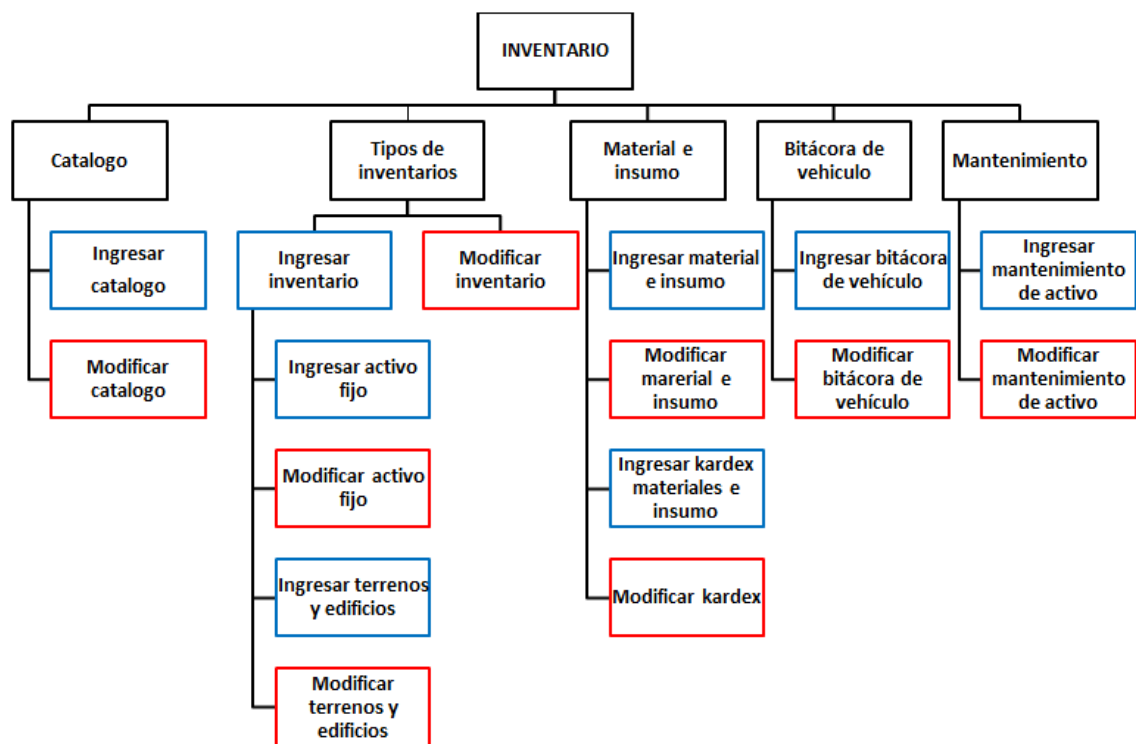 INVENTARIO
Catalogo
Tipos de
inventarios
Material e
insumo
Bitácora de
vehiculo
Mantenimiento
Ingresar
catalogo
Modificar
catalogo
Ingresar
inventario
Modificar
inventario
Ingresar activo
fijo
Modificar activo
fijo
Ingresar terrenos
y edificios
Modificar
terrenos y
edificios
Ingresar material
e insumo
Modificar
marerial e
insumo
Ingresar kardex
materiales e
insumo
Modificar kardex
Ingresar bitácora
de vehículo
Modificar
bitácora de
vehículo
Ingresar
mantenimiento
de activo
Modificar
mantenimiento
de activo